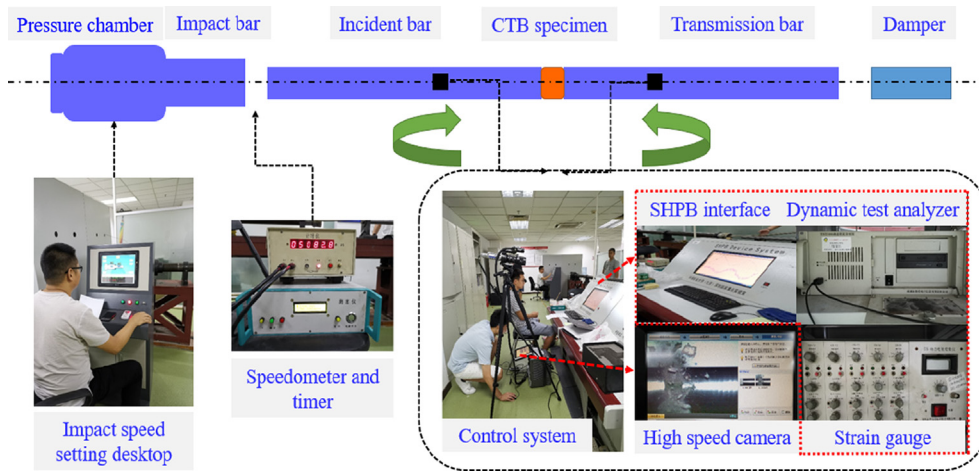 Pressure chamber
Impact bar
Incident bar
CTB specimen
Transmission bar
Damper
SHPB interface
Dynamic test analyzer
050828
Speedometer and
timer
Impact speed
setting desktop
Control system
High speed camera
Strain gauge